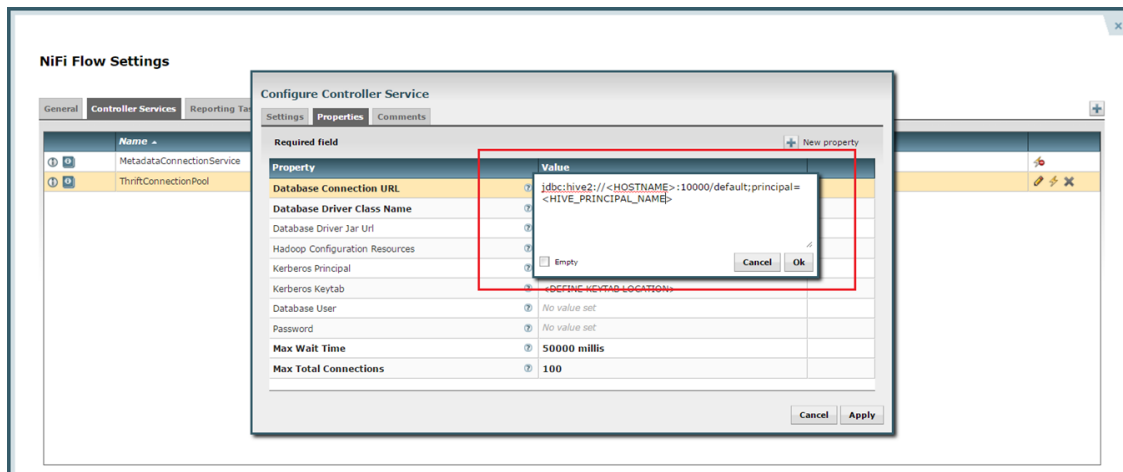 NiFi Flow Settings
General Controller Services Reporting Tas
Name
MetadataConnectionService
ThriftConnectionPool
Configure Controller Service
Settings Properties Comments
Required field New property
Property Value
Database Connection URL
Database Driver Class Name
Database Driver Jar Url
Hadoop Configuration Resources
Kerberos Principal
Kerberos Keytab <DEFINE KEYTAB LOCATION>
Database User No value set
Password No value set
Max Wait Time 50000 millis
Max Total Connections 100
jdbc:hive2://<HOSTNAME>:10000/default;principal=
<HIVE_PRINCIPAL_NAME>
Empty Cancel Ok
Cancel Apply